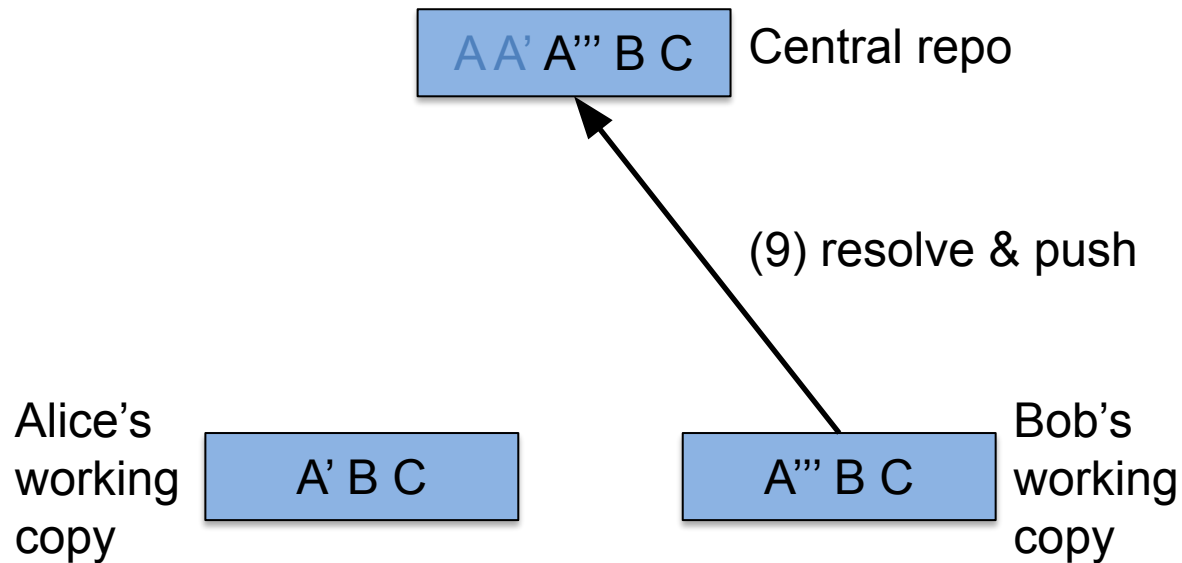 A A’ A’’’ B C
Central repo
(9) resolve & push
Alice’s
working
copy
A’ B C
A’’’ B C
Bob’s
working
copy